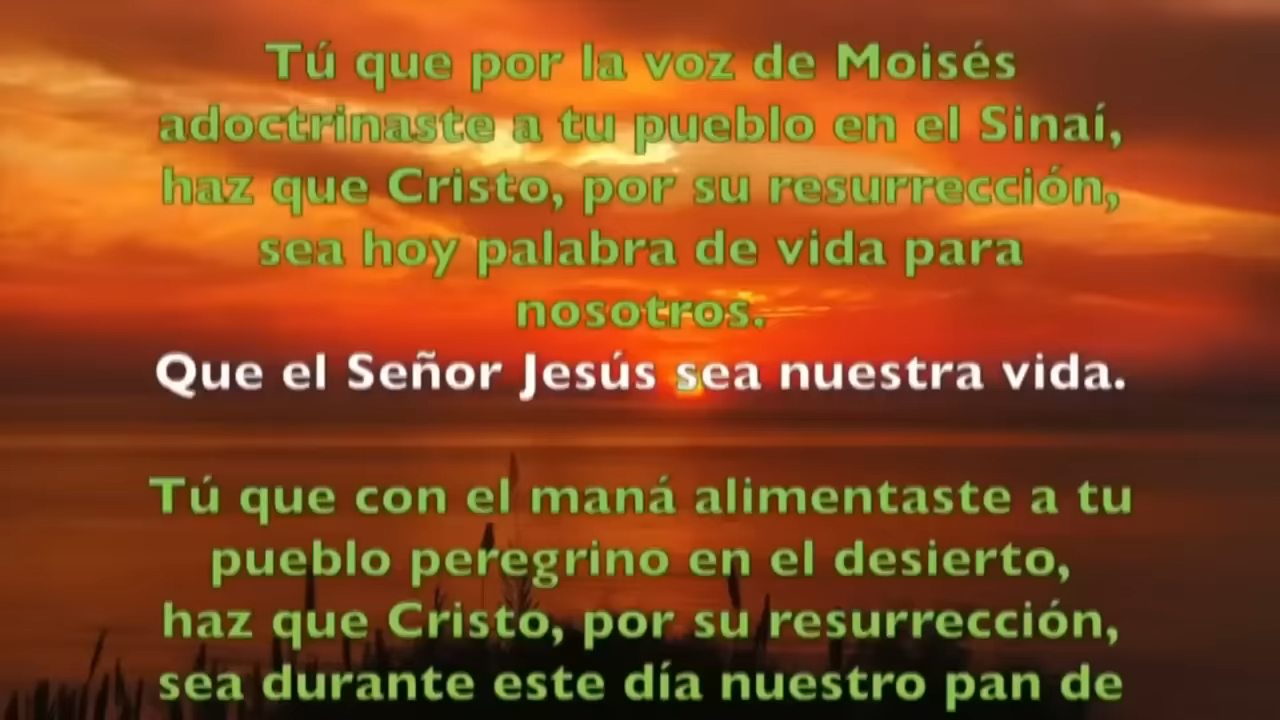 Tú que por la voz de Moisés
adoctrinaste a tu pueblo en el Sinaí,
haz que Cristo, por su resurrección,
sea hoy palabra de vida para
nosotros.
Que el Señor Jesús sea nuestra vida.
Tú que con el maná alimentaste a tu
pueblo peregrino en el desierto,
haz que Cristo, por su resurrección,
sea durante este día nuestro pan de